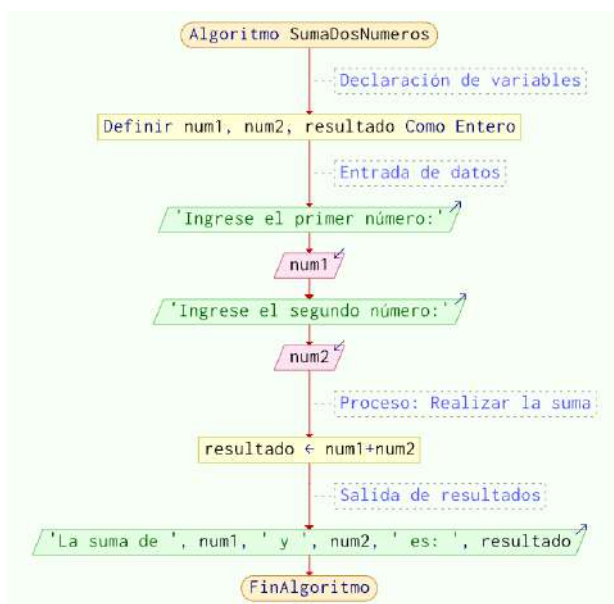 Algoritmo SumaDosNumeros
Declaración de variables
Definir num1, num2, resultado Como Entero
Entrada de datos
'Ingrese el primer número:'
num1
'Ingrese el segundo número:'
num2
Proceso: Realizar la suma
resultado ← num1+num2
Salida de resultados
'La suma de ', num1, ' y ', num2, ' es: ', resultado
FinAlgoritmo